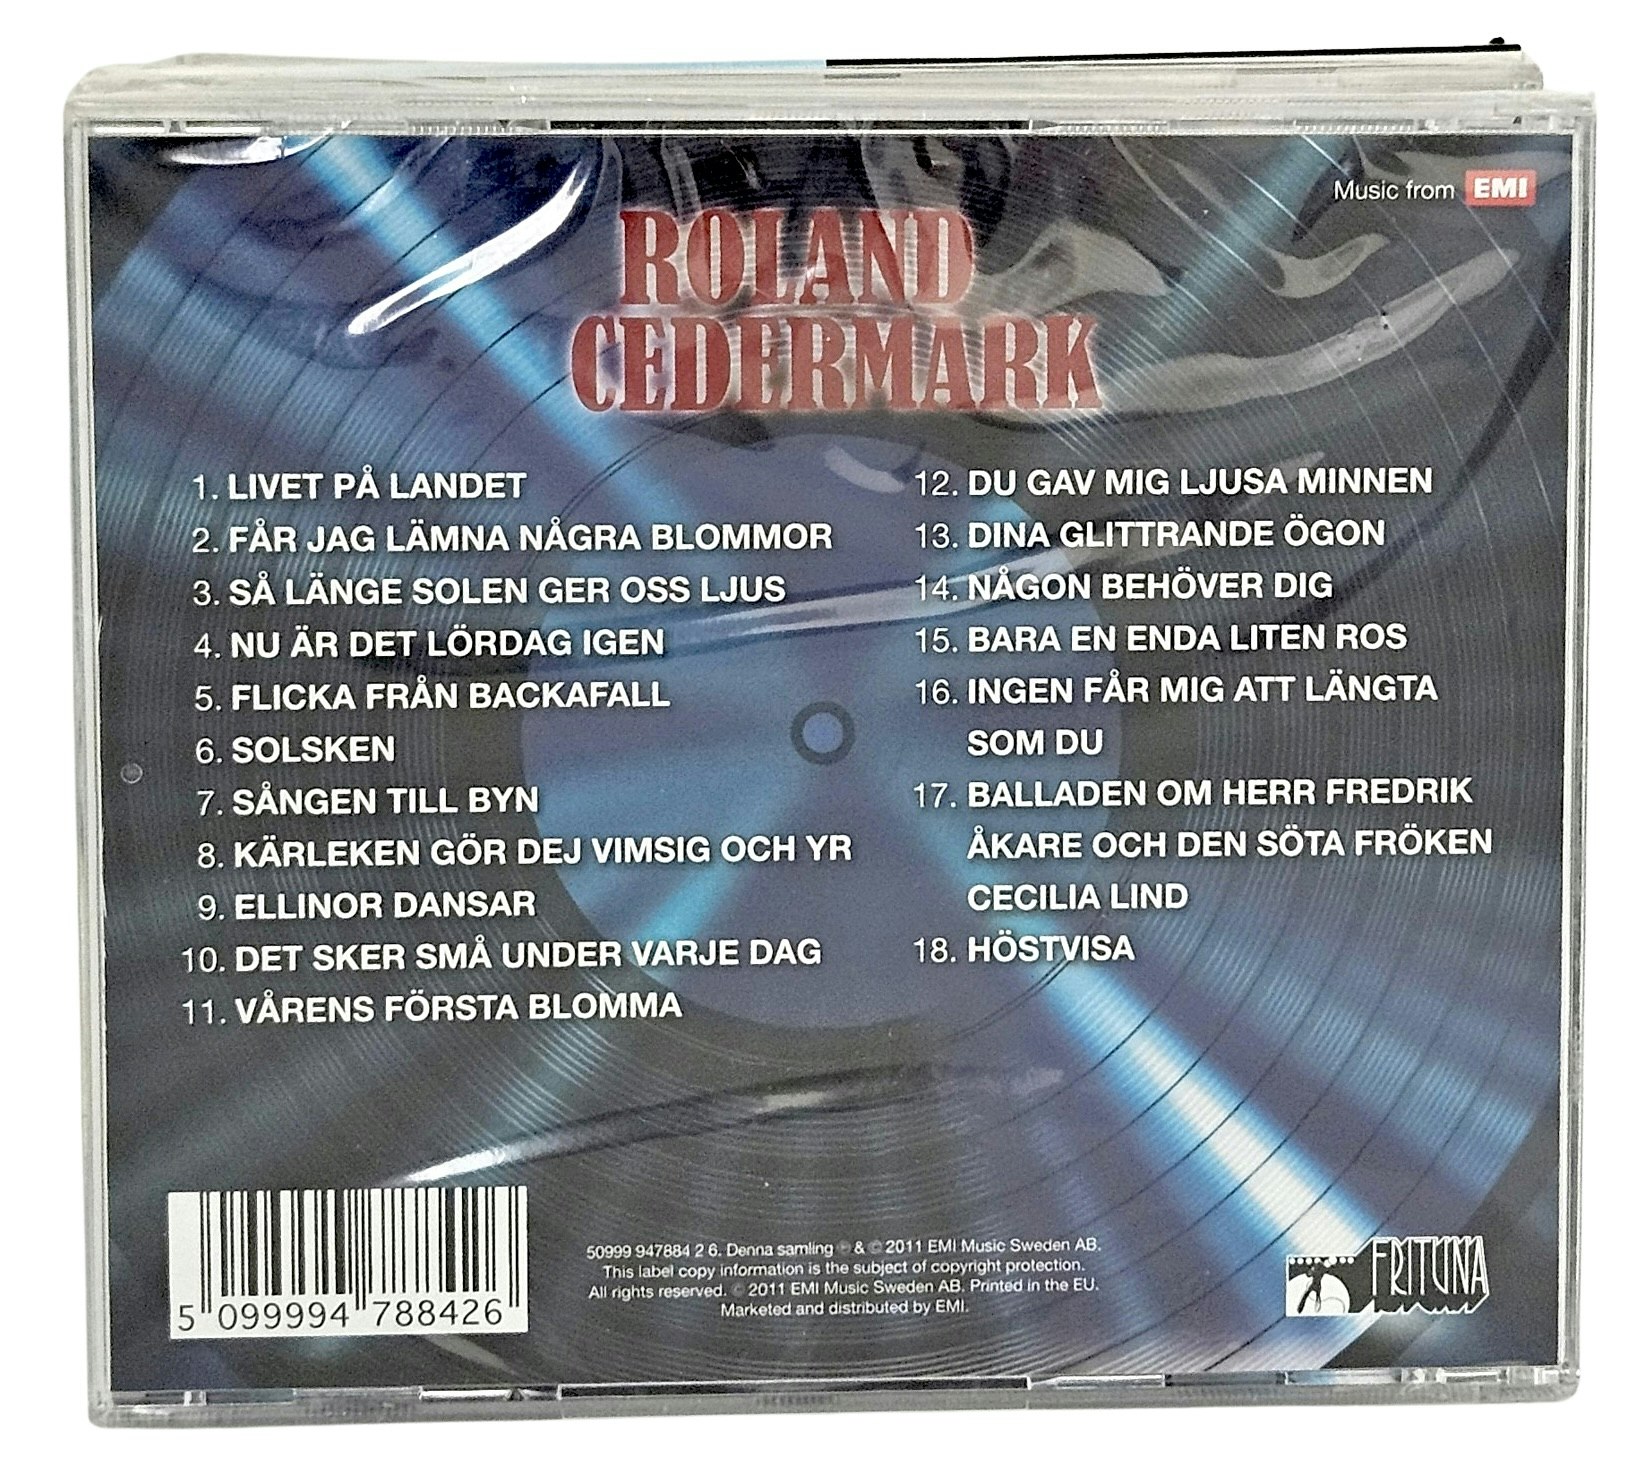 Music from EMI
ROLAND
CEDERMARK
1. LIVET PÅ LANDET
2. FÅR JAG LÄMNA NÅGRA BLOMMOR
3. SÅ LÄNGE SOLEN GER OSS LJUS
4. NU ÄR DET LÖRDAG IGEN
5. FLICKA FRÅN BACKAFALL
6. SOLSKEN
7. SÅNGEN TILL BYN
8. KÄRLEKEN GÖR DEJ VIMSIG OCH YR
9. ELLINOR DANSAR
10. DET SKER SMÅ UNDER VARJE DAG
11. VÅRENS FÖRSTA BLOMMA
12. DU GAV MIG LJUSA MINNEN
13. DINA GLITTRANDE ÖGON
14. NÅGON BEHÖVER DIG
15. BARA EN ENDA LITEN ROS
16. INGEN FÅR MIG ATT LÄNGTA
SOM DU
17. BALLADEN OM HERR FREDRIK
ÅKARE OCH DEN SÖTA FRÖKEN
CECILIA LIND
18. HÖSTVISA
5 099994 788426
50999 947884 2 6. Denna samling ℗ & © 2011 EMI Music Sweden AB.
This label copy information is the subject of copyright protection.
All rights reserved. © 2011 EMI Music Sweden AB. Printed in the EU.
Marketed and distributed by EMI.
FRITUNA